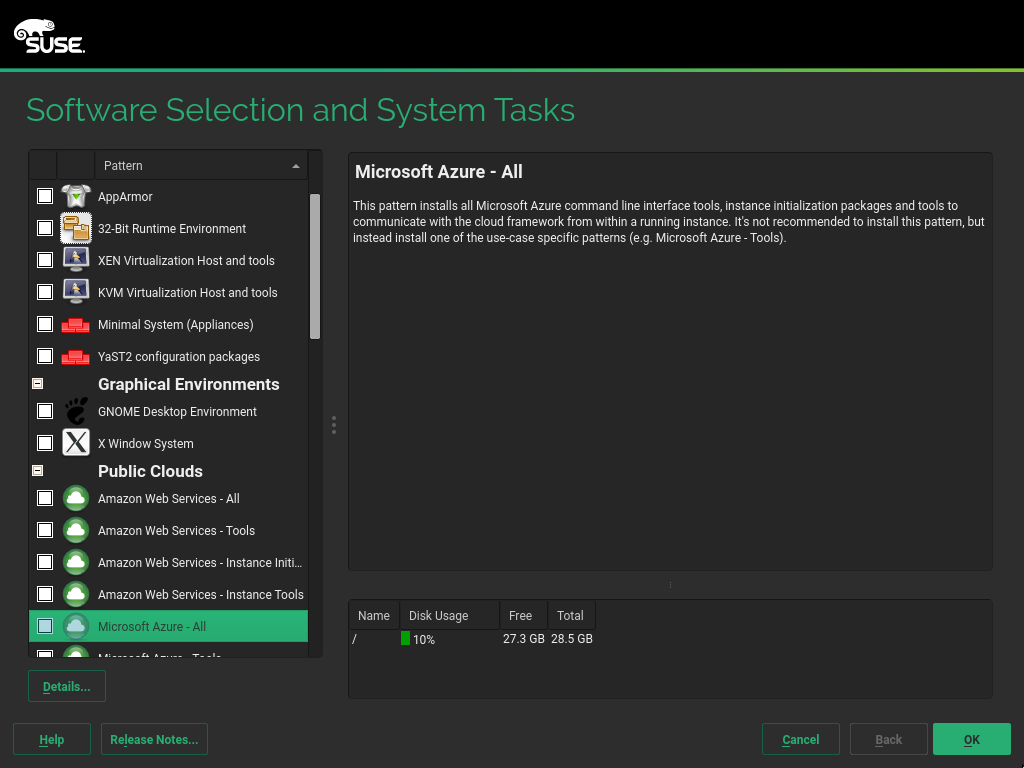 SUSE.
Software Selection and System Tasks
Pattern
AppArmor
32-Bit Runtime Environment
XEN Virtualization Host and tools
KVM Virtualization Host and tools
Minimal System (Appliances)
YaST2 configuration packages
Graphical Environments
GNOME Desktop Environment
X Window System
Public Clouds
Amazon Web Services - All
Amazon Web Services - Tools
Amazon Web Services - Instance Initi...
Amazon Web Services - Instance Tools
Microsoft Azure - All
Microsoft Azure - Tools
Details...
Microsoft Azure - All
This pattern installs all Microsoft Azure command line interface tools, instance initialization packages and tools to
communicate with the cloud framework from within a running instance. It's not recommended to install this pattern, but
instead install one of the use-case specific patterns (e.g. Microsoft Azure - Tools).
Name Disk Usage Free Total
/ 10% 27.3 GB 28.5 GB
Help Release Notes... Cancel Back OK